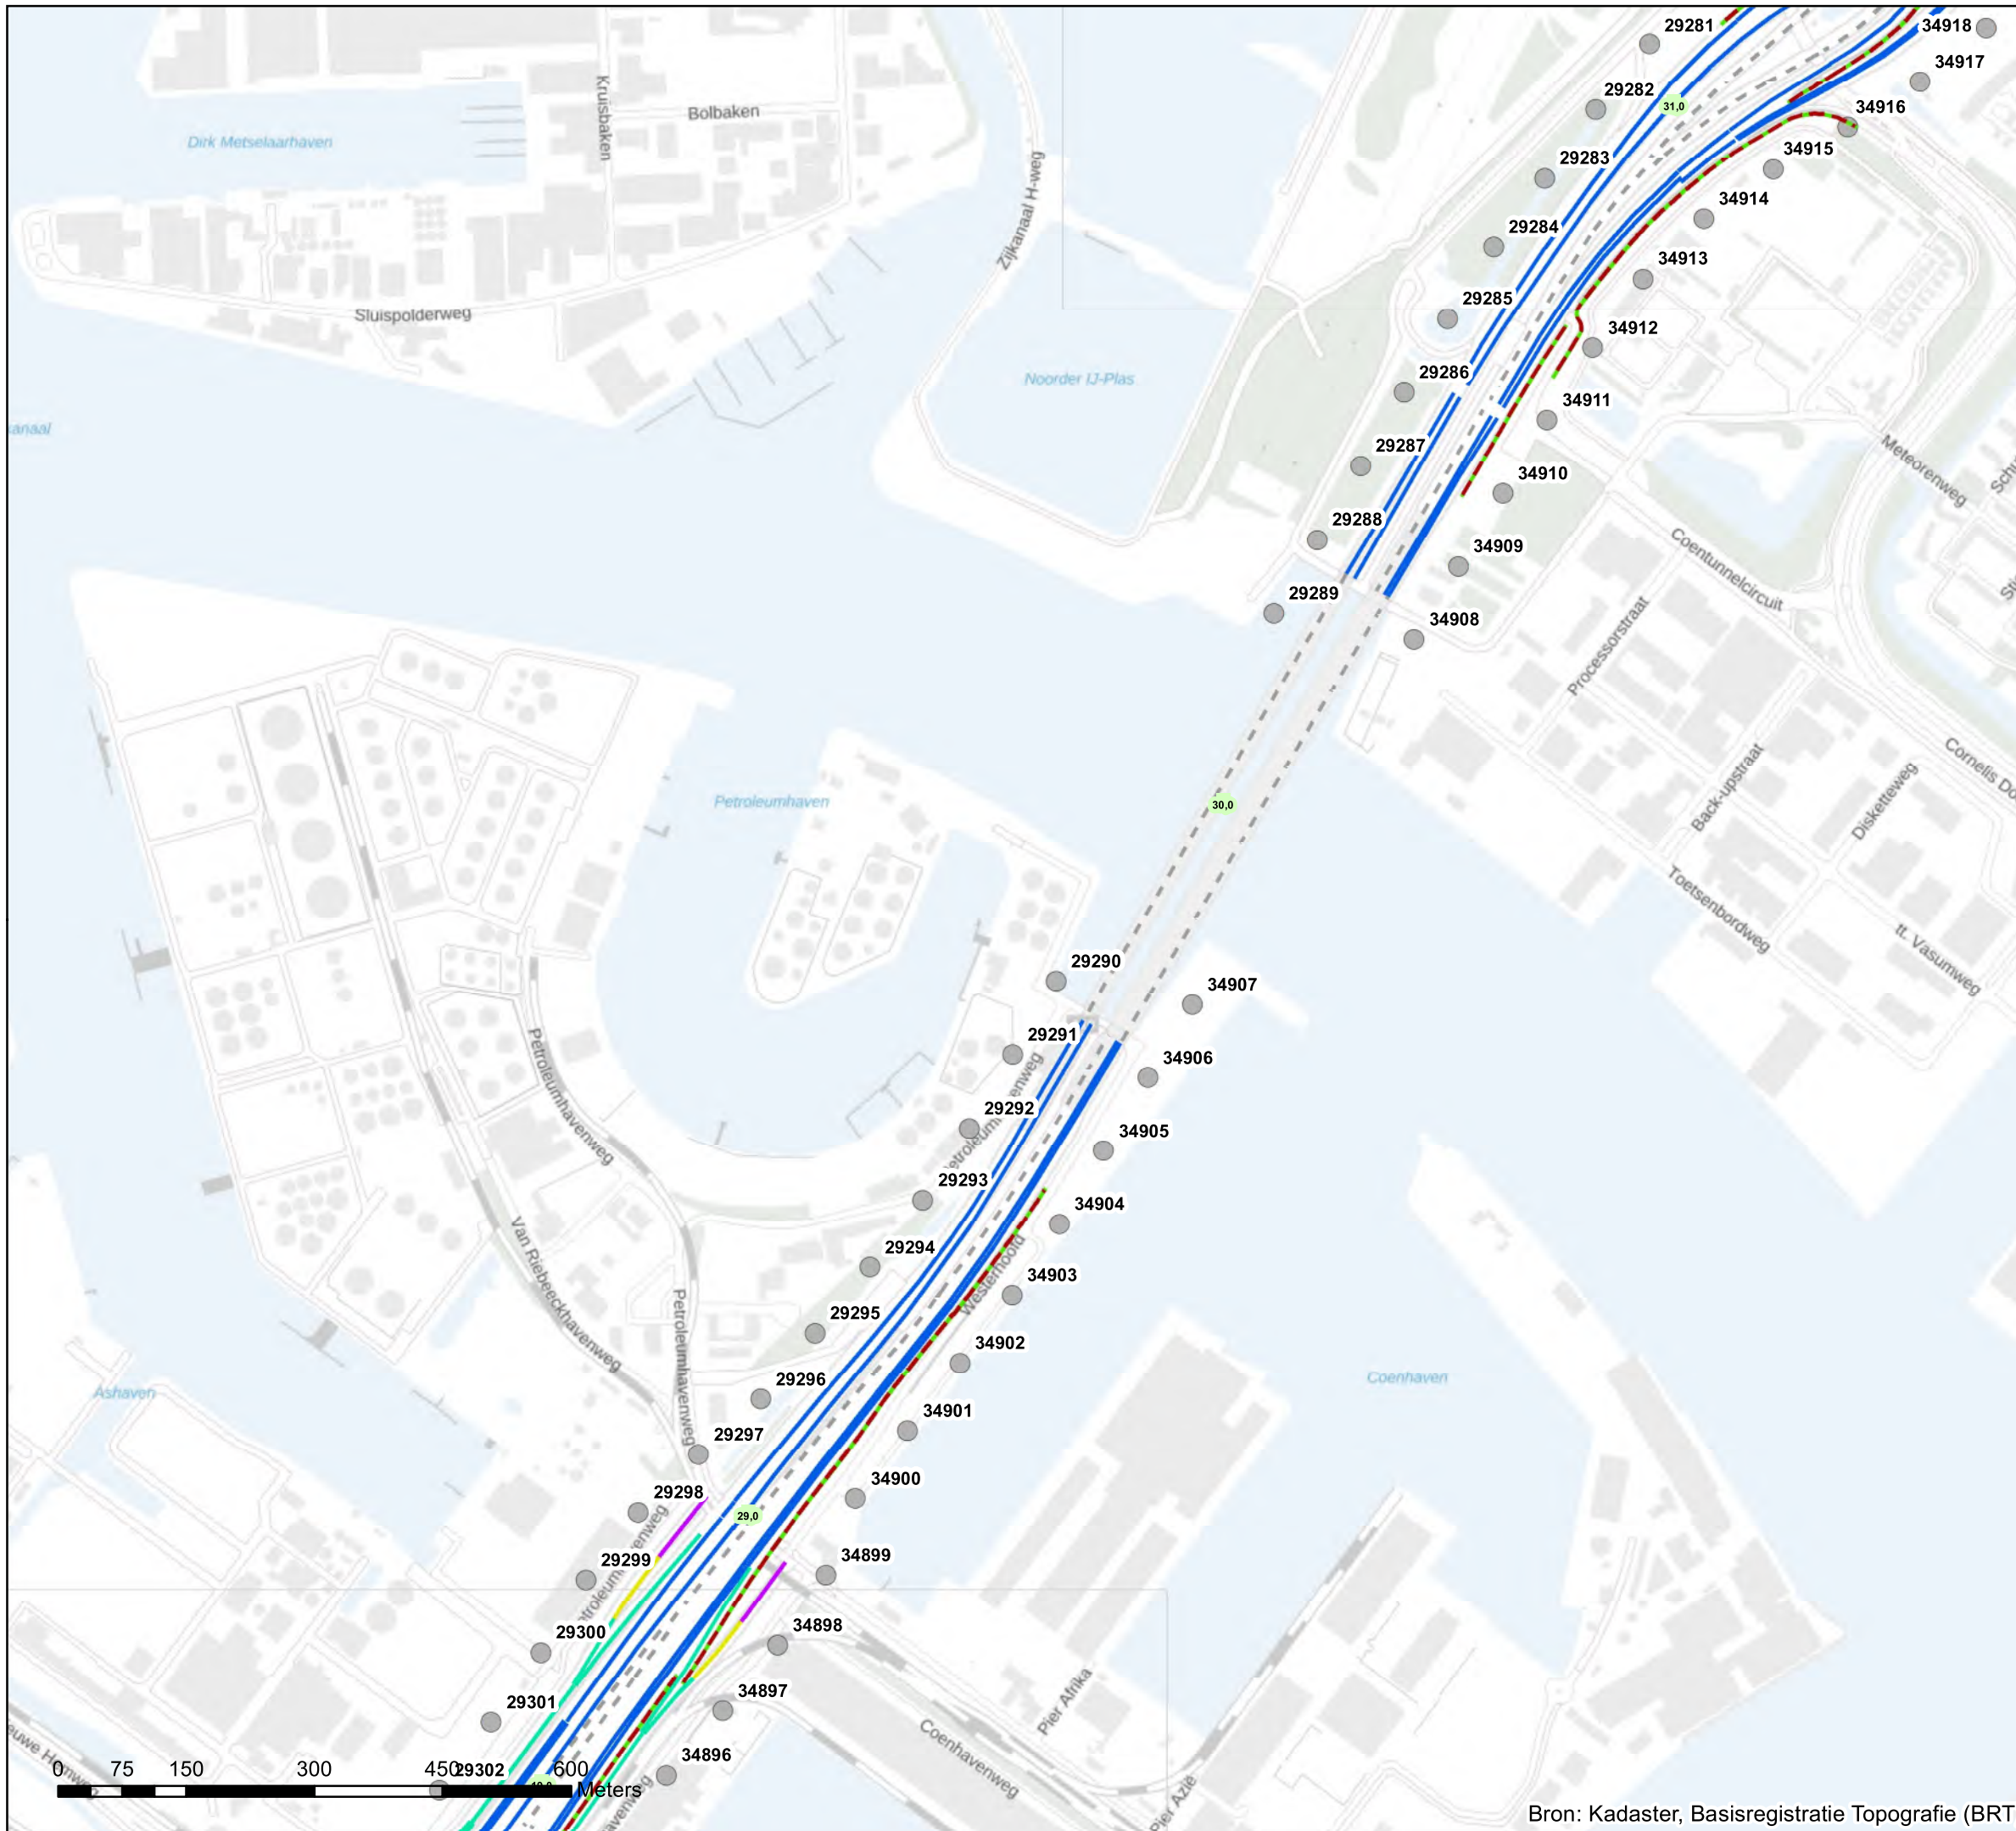 29281
34918
34917
29282
31,0
34916
Kruisbaken
Bolbaken
Dirk Metselaarhaven
29283
34915
Zijkanaal H-weg
34914
29284
34913
29285
Sluispolderweg
34912
29286
Noorder IJ-Plas
34911
kanaal
29287
Meteorenweg
34910
29288
34909
Coentunnelcircuit
29289
34908
Processorstraat
Cornelis Do
Back-upstraat
Disketteweg
Petroleumhaven
30,0
Toetsenbordweg
tt. Vasumweg
29290
34907
29291
34906
Petroleumhavenweg
29292
34905
29293
34904
Van Riebeeckhavenweg
29294
Westerhoofd
34903
29295
34902
Petroleumhavenweg
Coenhaven
Ashaven
29296
34901
29297
34900
29298
29,0
29299
34899
29300
34898
29301
34897
Pier Afrika
Coenhavenweg
34896
29302
Pier Azië
0 75 150 300 450 600
Meters
Bron: Kadaster, Basisregistratie Topografie (BRT